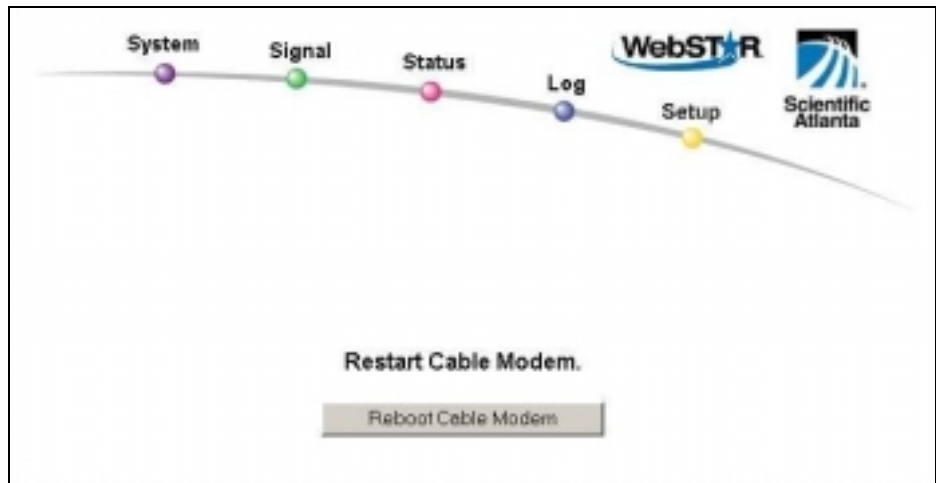 System
Signal
Status
Log
Setup
WebSTAR
Scientific
Atlanta
Restart Cable Modem.
Reboot Cable Modem